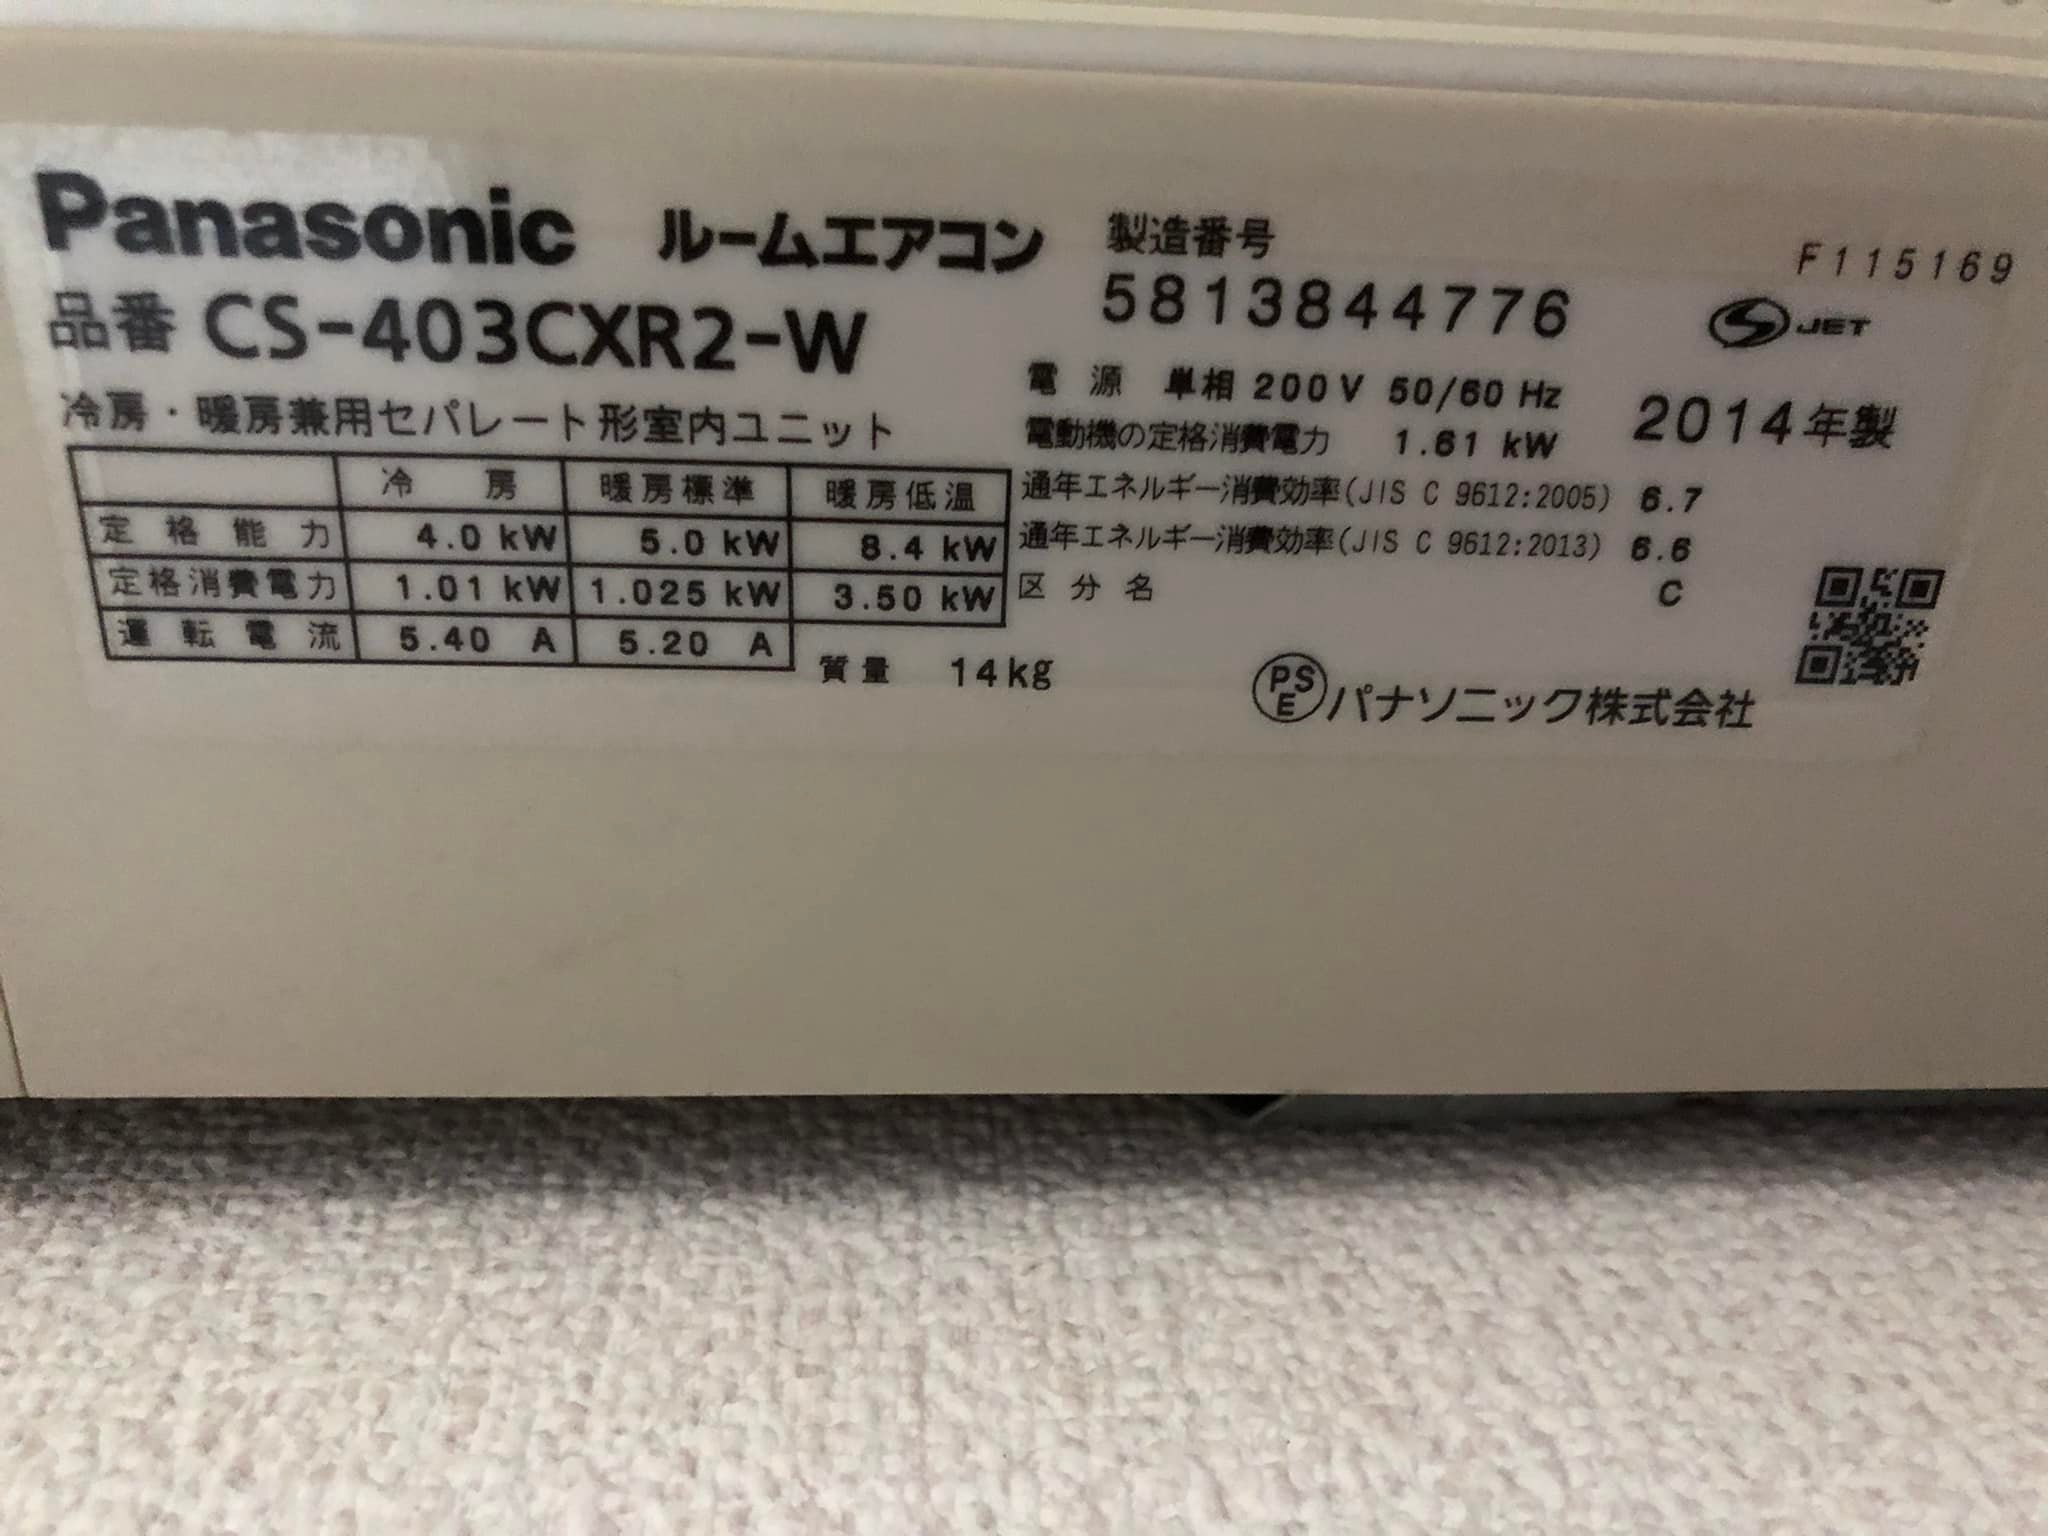 Panasonic ルームエアコン
品番 CS-403CXR2-W
冷房・暖房兼用セパレート形室内ユニット
冷房 暖房標準 暖房低温
定格能力 4.0 kW 5.0 kW 8.4 kW
定格消費電力 1.01 kW 1.025 kW 3.50 kW
運転電流 5.40 A 5.20 A
質量 14kg
製造番号
5813844776
F115169
S JET
電源 単相 200V 50/60 Hz
電動機の定格消費電力 1.61 kW
2014年製
通年エネルギー消費効率(JIS C 9612:2005) 6.7
通年エネルギー消費効率(JIS C 9612:2013) 6.6
区分名 C
PSE パナソニック株式会社